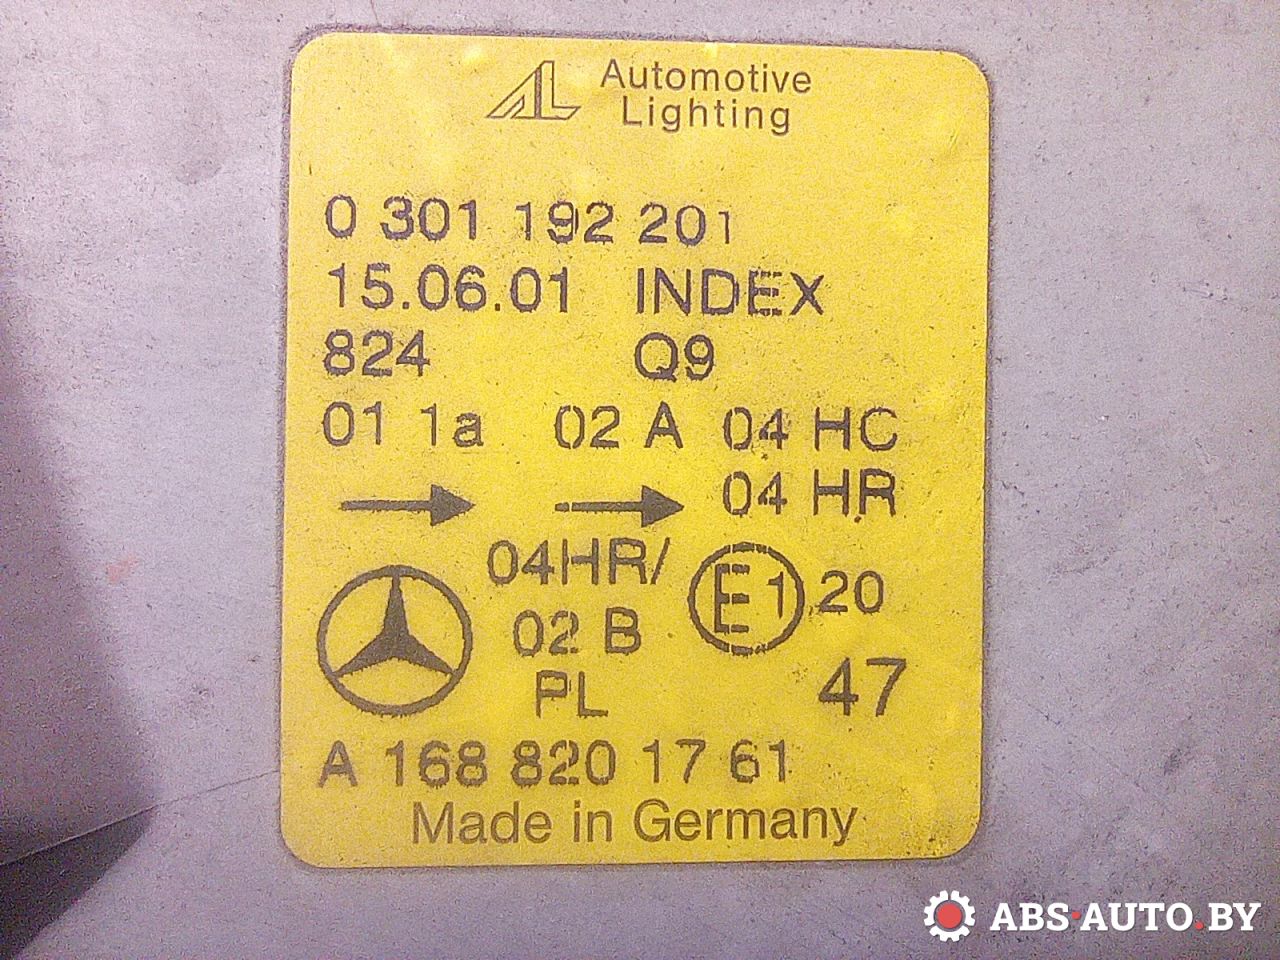 AL Automotive
Lighting
0 301 192 201
15.06.01 INDEX
824 Q9
01 1a 02 A 04 HC
04 HR
04HR/
02 B
PL
E1 20
47
A 168 820 17 61
Made in Germany
ABS·AUTO.BY